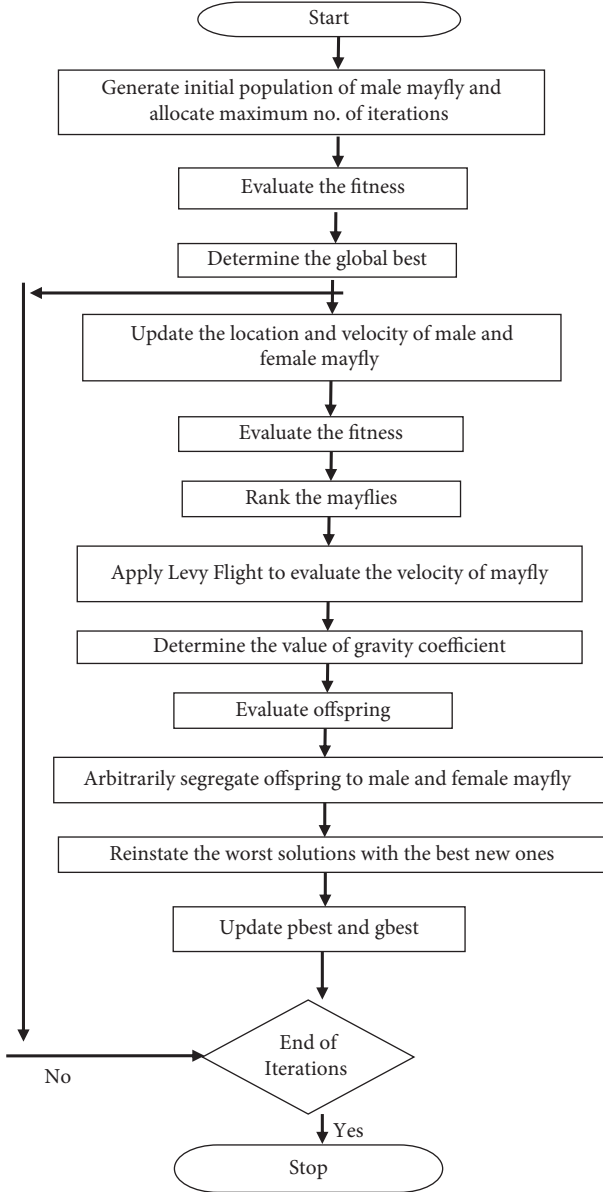 Start
Generate initial population of male mayfly and
allocate maximum no. of iterations
Evaluate the fitness
Determine the global best
Update the location and velocity of male and
female mayfly
Evaluate the fitness
Rank the mayflies
Apply Levy Flight to evaluate the velocity of mayfly
Determine the value of gravity coefficient
Evaluate offspring
Arbitrarily segregate offspring to male and female mayfly
Reinstate the worst solutions with the best new ones
Update pbest and gbest
End of
Iterations
No
Yes
Stop